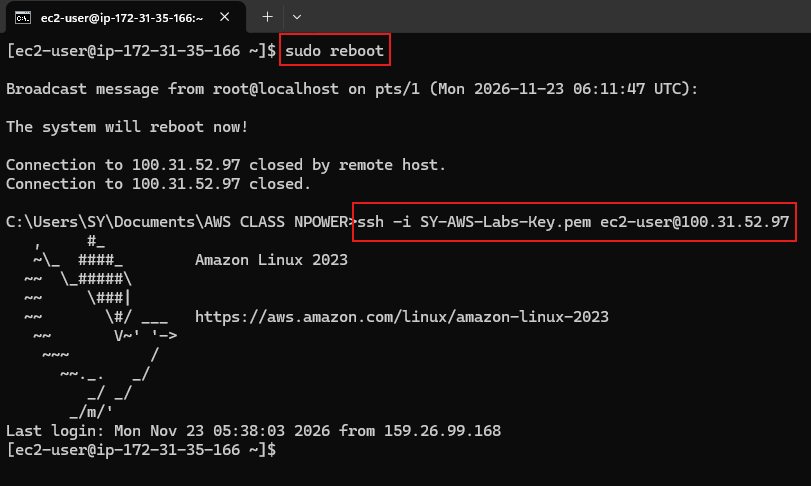 ec2-user@ip-172-31-35-166:~
[ec2-user@ip-172-31-35-166 ~]$ sudo reboot
Broadcast message from root@localhost on pts/1 (Mon 2026-11-23 06:11:47 UTC):
The system will reboot now!
Connection to 100.31.52.97 closed by remote host.
Connection to 100.31.52.97 closed.
C:\Users\SY\Documents\AWS CLASS NPOWER>ssh -i SY-AWS-Labs-Key.pem ec2-user@100.31.52.97
   ,     #_
   ~\_  ####_        Amazon Linux 2023
  ~~  \_#####\
  ~~     \###|
  ~~       \#/ ___   https://aws.amazon.com/linux/amazon-linux-2023
   ~~       V~' '->
    ~~~         /
      ~~._.   _/
         _/ _/
       _/m/'
Last login: Mon Nov 23 05:38:03 2026 from 159.26.99.168
[ec2-user@ip-172-31-35-166 ~]$